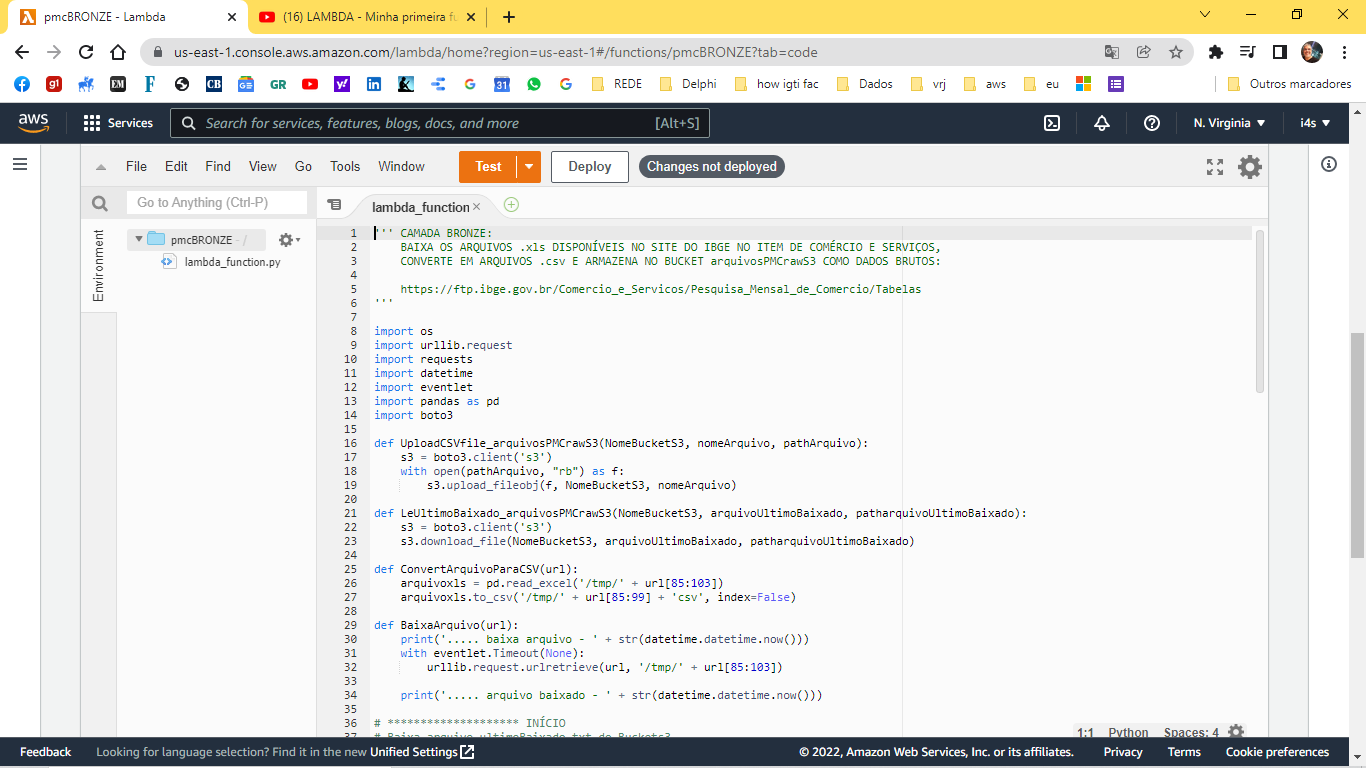 pmcBRONZE - Lambda
(16) LAMBDA - Minha primeira fu
us-east-1.console.aws.amazon.com/lambda/home?region=us-east-1#/functions/pmcBRONZE?tab=code
g1 EM F CB GE GR Y! in 31 G REDE Delphi how igti fac Dados vrj aws eu Outros marcadores
aws Services Search for services, features, blogs, docs, and more [Alt+S] N. Virginia i4s
File Edit Find View Go Tools Window Test Deploy Changes not deployed
Go to Anything (Ctrl-P)
lambda_function
Environment
pmcBRONZE - /
lambda_function.py
1 ''' CAMADA BRONZE:
2 BAIXA OS ARQUIVOS .xls DISPONÍVEIS NO SITE DO IBGE NO ITEM DE COMÉRCIO E SERVIÇOS,
3 CONVERTE EM ARQUIVOS .csv E ARMAZENA NO BUCKET arquivosPMCrawS3 COMO DADOS BRUTOS:
4
5 https://ftp.ibge.gov.br/Comercio_e_Servicos/Pesquisa_Mensal_de_Comercio/Tabelas
6 '''
7
8 import os
9 import urllib.request
10 import requests
11 import datetime
12 import eventlet
13 import pandas as pd
14 import boto3
15
16 def UploadCSVfile_arquivosPMCrawS3(NomeBucketS3, nomeArquivo, pathArquivo):
17 s3 = boto3.client('s3')
18 with open(pathArquivo, "rb") as f:
19 s3.upload_fileobj(f, NomeBucketS3, nomeArquivo)
20
21 def LeUltimoBaixado_arquivosPMCrawS3(NomeBucketS3, arquivoUltimoBaixado, patharquivoUltimoBaixado):
22 s3 = boto3.client('s3')
23 s3.download_file(NomeBucketS3, arquivoUltimoBaixado, patharquivoUltimoBaixado)
24
25 def ConvertArquivoParaCSV(url):
26 arquivoxls = pd.read_excel('/tmp/' + url[85:103])
27 arquivoxls.to_csv('/tmp/' + url[85:99] + 'csv', index=False)
28
29 def BaixaArquivo(url):
30 print('..... baixa arquivo - ' + str(datetime.datetime.now()))
31 with eventlet.Timeout(None):
32 urllib.request.urlretrieve(url, '/tmp/' + url[85:103])
33
34 print('..... arquivo baixado - ' + str(datetime.datetime.now()))
35
36 # ******************** INÍCIO
37 # Baixa arquivo ultimoBaixado.txt do Buckets3
1:1 Python Spaces: 4
Feedback Looking for language selection? Find it in the new Unified Settings © 2022, Amazon Web Services, Inc. or its affiliates. Privacy Terms Cookie preferences